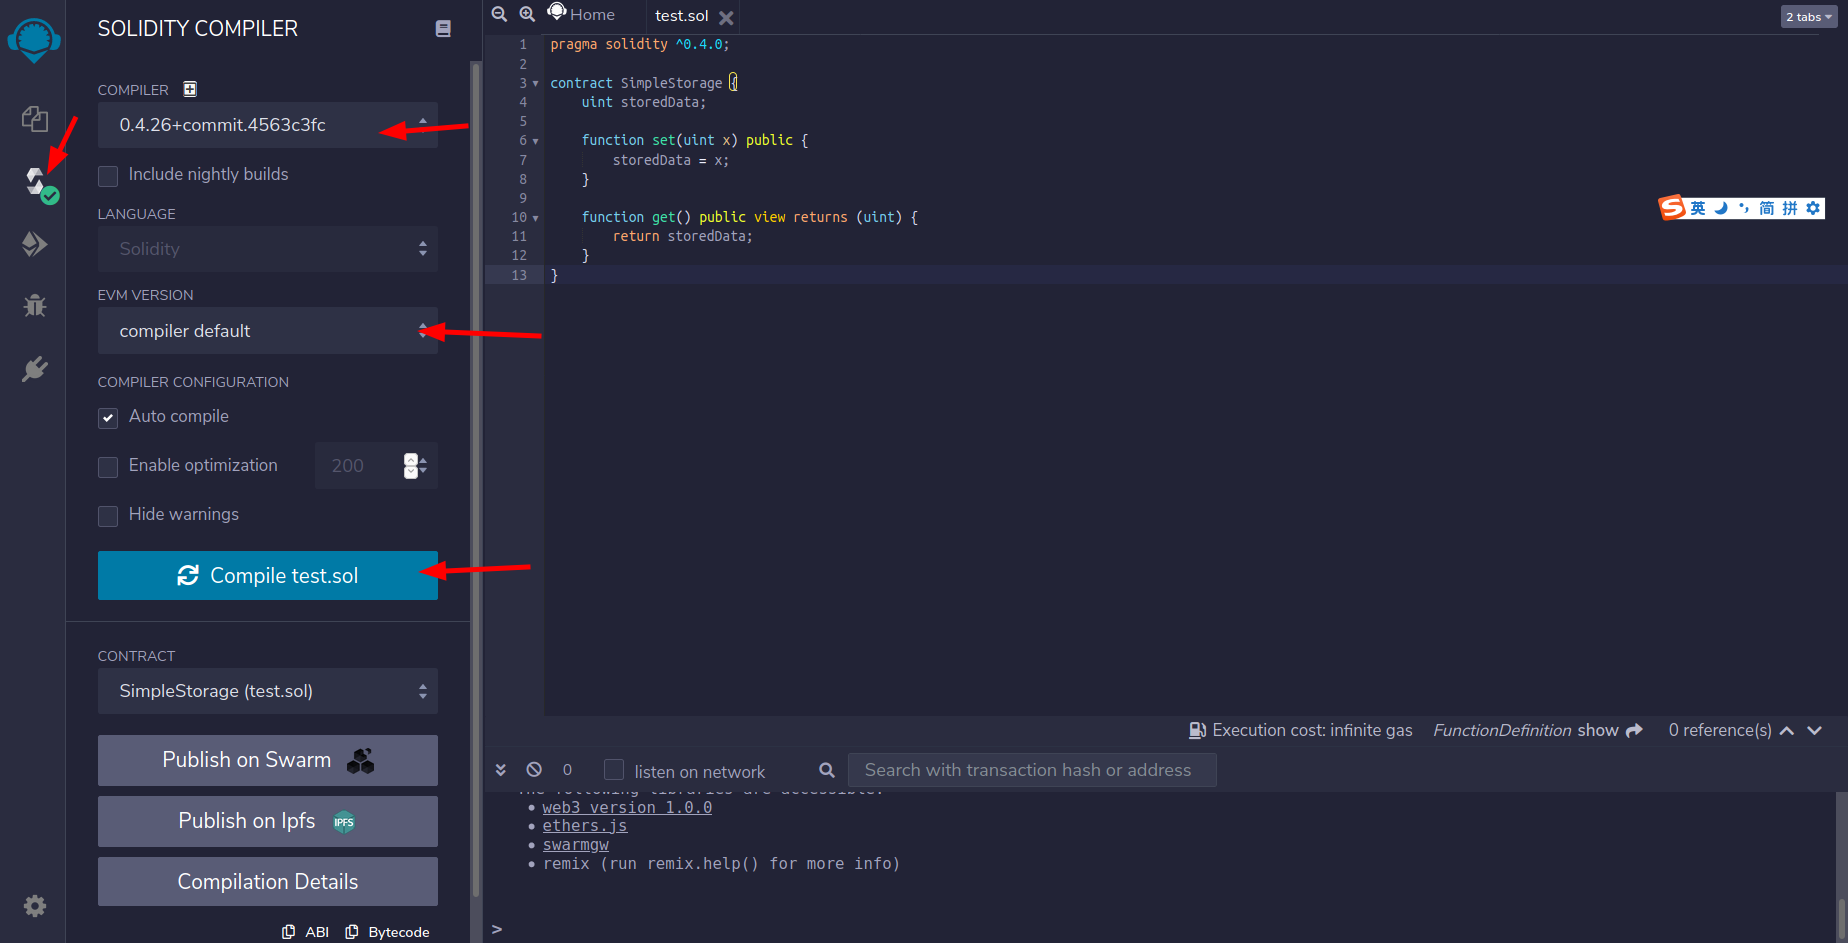 SOLIDITY COMPILER
COMPILER
0.4.26+commit.4563c3fc
Include nightly builds
LANGUAGE
Solidity
EVM VERSION
compiler default
COMPILER CONFIGURATION
Auto compile
Enable optimization 200
Hide warnings
Compile test.sol
CONTRACT
SimpleStorage (test.sol)
Publish on Swarm
Publish on Ipfs IPFS
Compilation Details
ABI Bytecode
Home test.sol 2 tabs
1 pragma solidity ^0.4.0;
2
3 contract SimpleStorage {
4 uint storedData;
5
6 function set(uint x) public {
7 storedData = x;
8 }
9
10 function get() public view returns (uint) {
11 return storedData;
12 }
13 }
S 英 简 拼
Execution cost: infinite gas FunctionDefinition show 0 reference(s)
0 listen on network Search with transaction hash or address
The following libraries are accessible:
• web3 version 1.0.0
• ethers.js
• swarmgw
• remix (run remix.help() for more info)
>